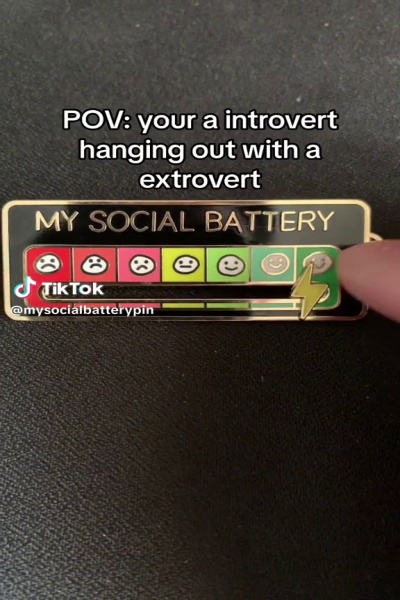 POV: your a introvert
hanging out with a
extrovert
MY SOCIAL BATTERY
TikTok
@mysocialbatterypin